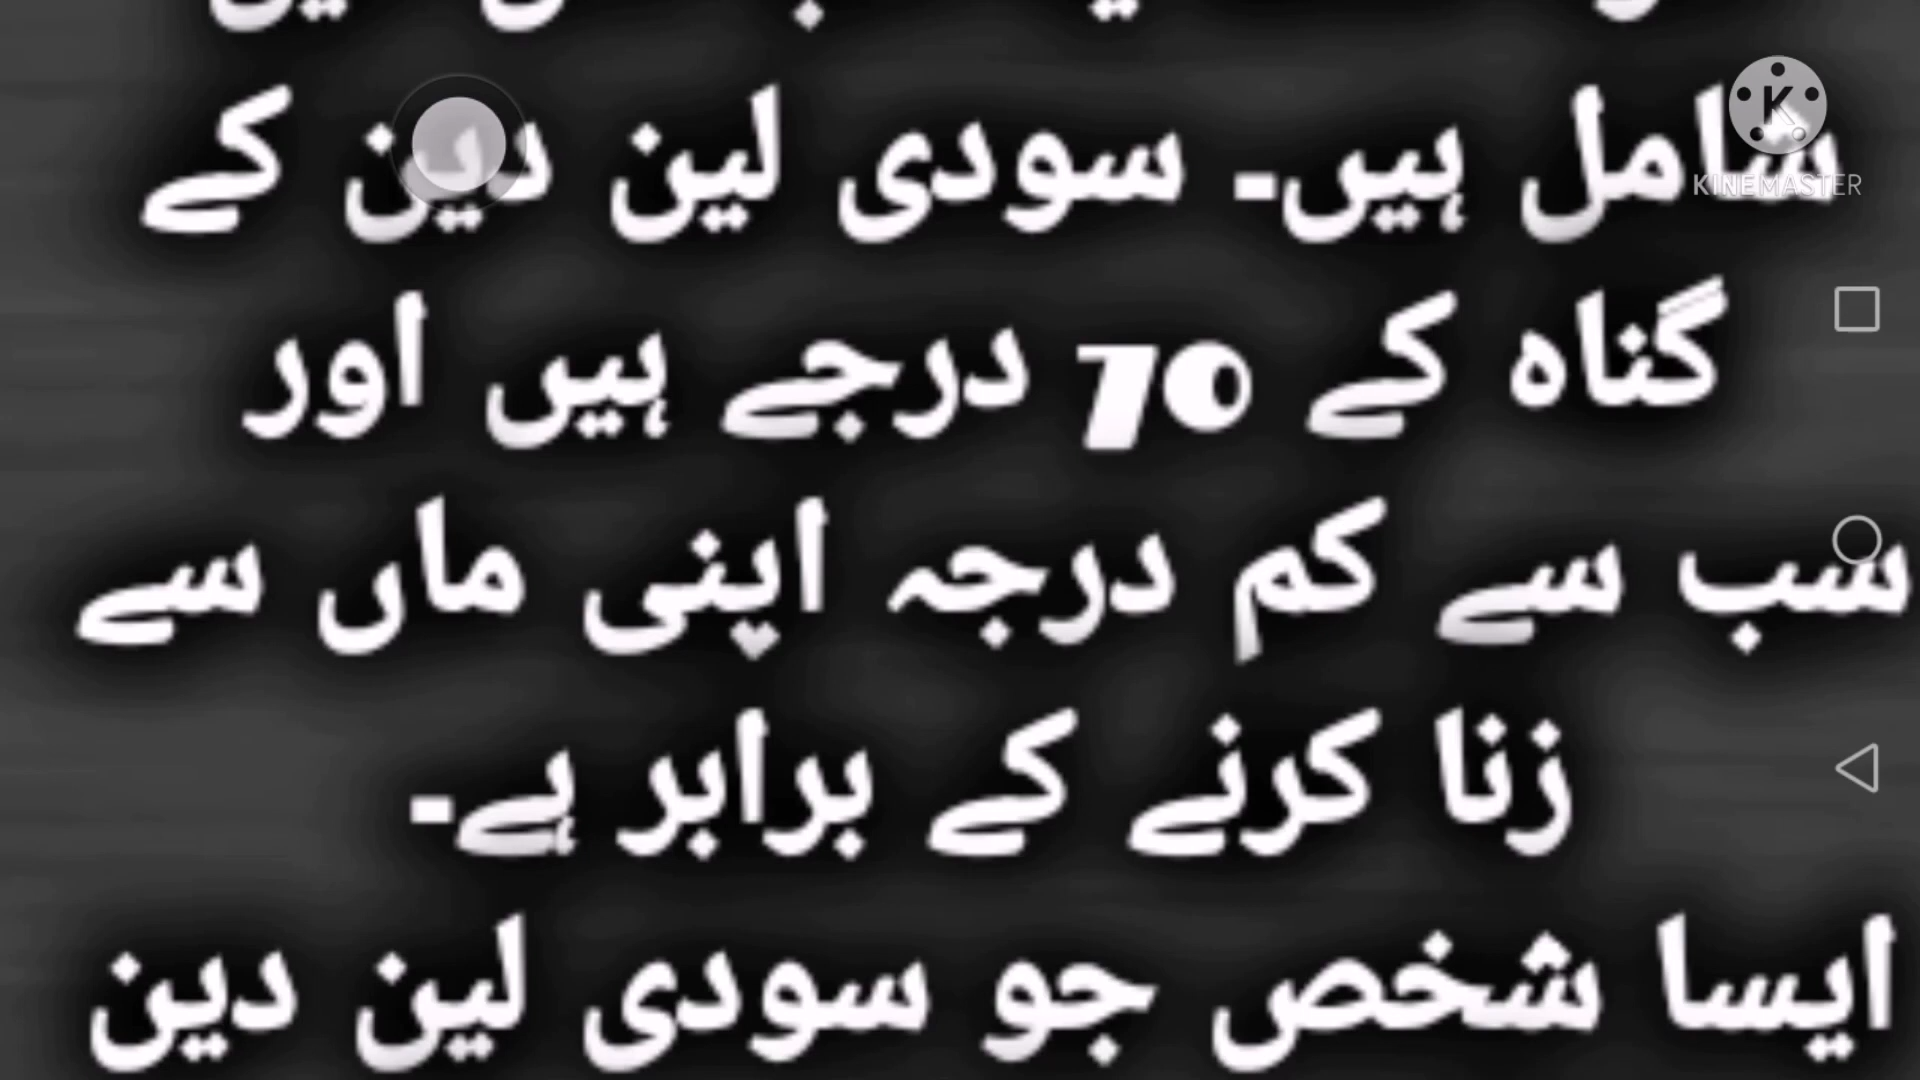 شامل ہیں۔ سودی لین دین کے
KINEMASTER
گناہ کے 70 درجے ہیں اور
سب سے کم درجہ اپنی ماں سے
زنا کرنے کے برابر ہے۔
ایسا شخص جو سودی لین دین